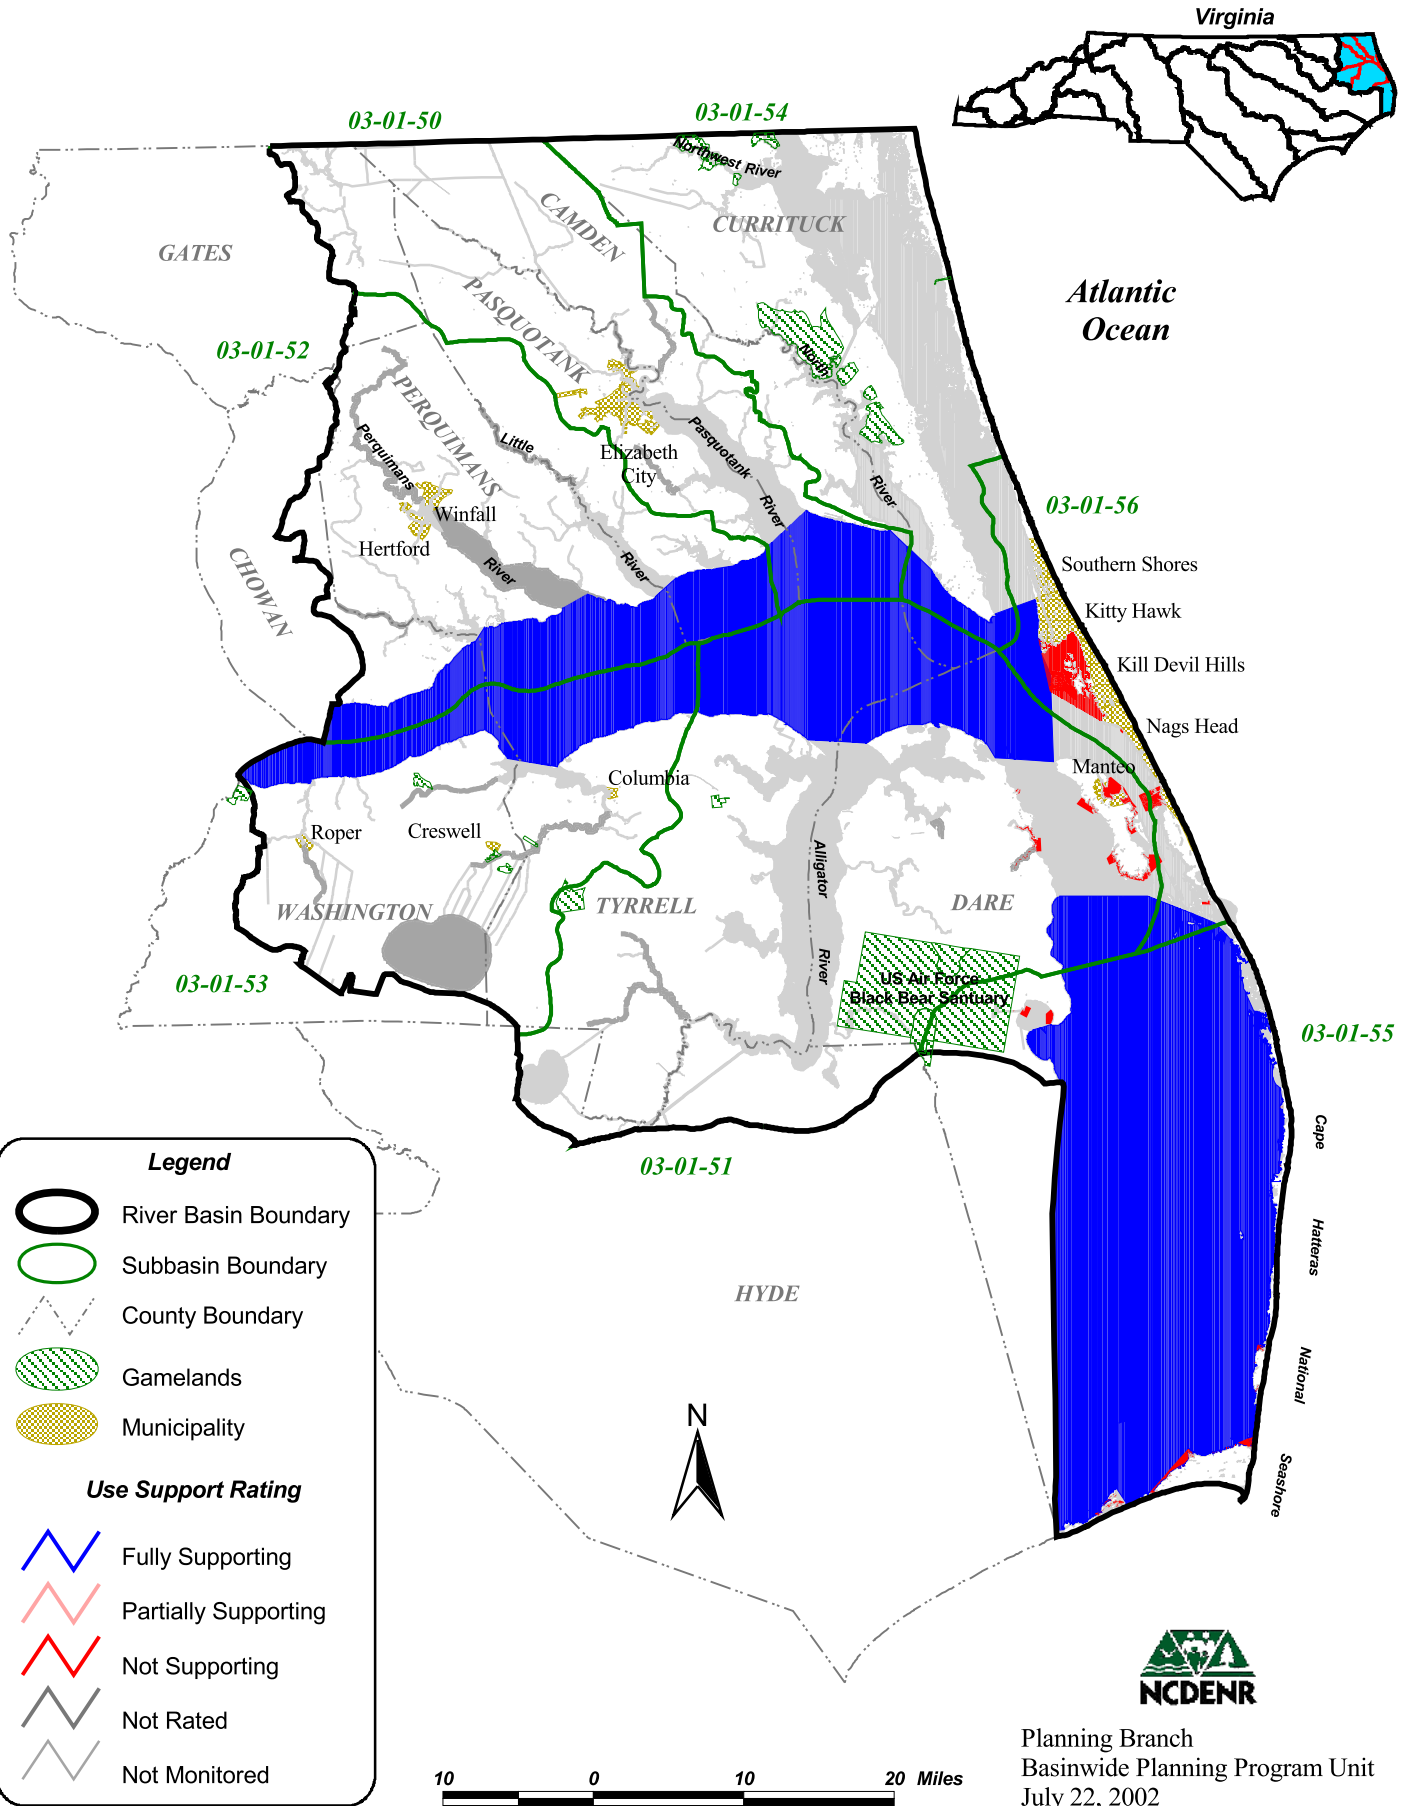 Virginia
03-01-50
03-01-54
Northwest River
CAMDEN
CURRITUCK
GATES
Atlantic
Ocean
PASQUOTANK
03-01-52
North
PERQUIMANS
Perquimans
Little
Pasquotank
Elizabeth
City
River
River
03-01-56
Winfall
Hertford
Southern Shores
River
River
CHOWAN
Kitty Hawk
Kill Devil Hills
Nags Head
Manteo
Columbia
Roper
Creswell
Alligator
WASHINGTON
TYRRELL
DARE
River
US Air Force
Black Bear Santuary
03-01-53
03-01-55
Cape
03-01-51
Hatteras
HYDE
National
Seashore
N
Legend
River Basin Boundary
Subbasin Boundary
County Boundary
Gamelands
Municipality
Use Support Rating
Fully Supporting
Partially Supporting
Not Supporting
Not Rated
Not Monitored
10 0 10 20 Miles
NCDENR
Planning Branch
Basinwide Planning Program Unit
July 22, 2002